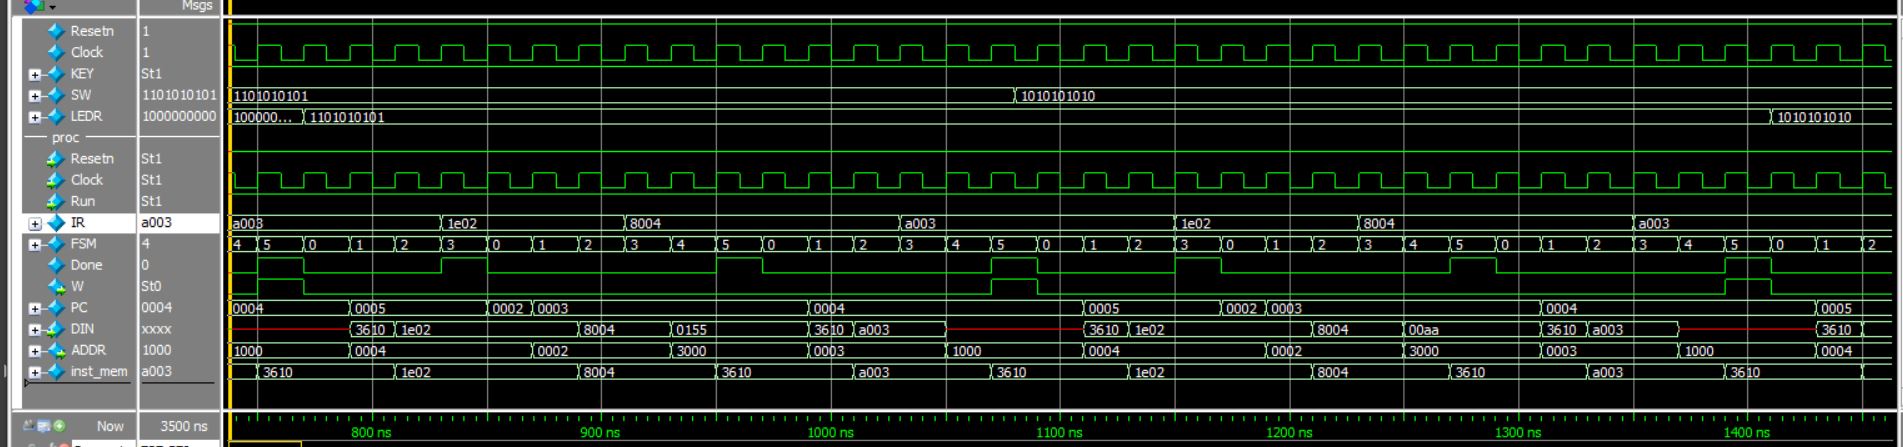 Msgs
Resetn 1
Clock 1
KEY St1
SW 1101010101 1101010101 1010101010
LEDR 1000000000 100000... 1101010101 1010101010
proc
Resetn St1
Clock St1
Run St1
IR a003 a003 1e02 8004 a003 1e02 8004 a003
FSM 4 4 5 0 1 2 3 0 1 2 3 4 5 0 1 2 3 4 5 0 1 2 3 0 1 2 3 4 5 0 1 2 3 4 5 0 1 2
Done 0
W St0
PC 0004 0004 0005 0002 0003 0004 0005 0002 0003 0004 0005
DIN xxxx 3610 1e02 8004 0155 3610 a003 3610 1e02 8004 00aa 3610 a003 3610
ADDR 1000 1000 0004 0002 3000 0003 1000 0004 0002 3000 0003 1000 0004
inst_mem a003 3610 1e02 8004 3610 a003 3610 1e02 8004 3610 a003 3610
Now 3500 ns 800 ns 900 ns 1000 ns 1100 ns 1200 ns 1300 ns 1400 ns